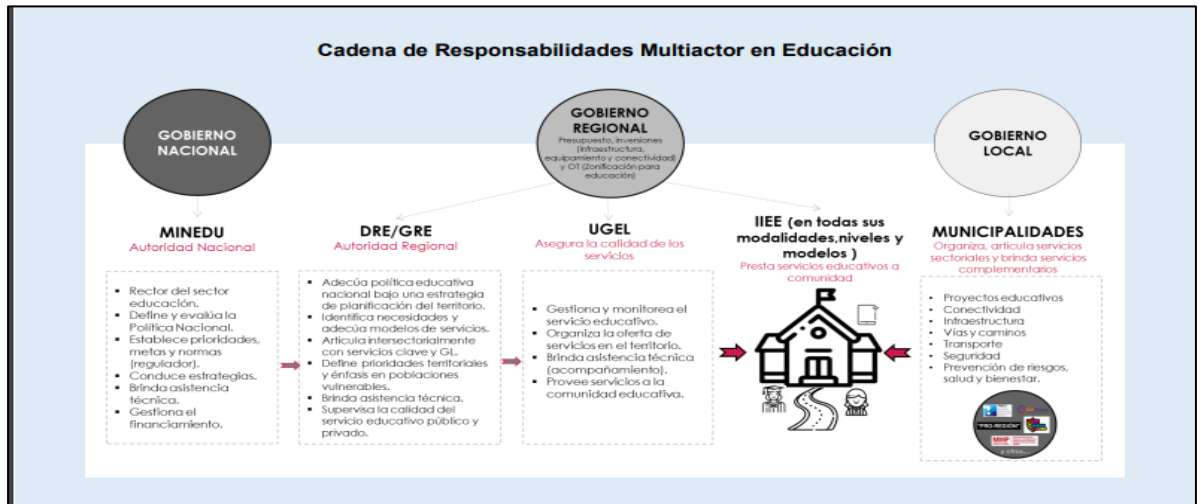 Cadena de Responsabilidades Multiactor en Educación
GOBIERNO
NACIONAL
GOBIERNO
REGIONAL
Presupuesto, inversiones
(infraestructura,
equipamiento y conectividad)
y OT (Zonificación para
educación)
GOBIERNO
LOCAL
MINEDU
Autoridad Nacional
▪ Rector del sector
educación.
▪ Define y evalúa la
Política Nacional.
▪ Establece prioridades,
metas y normas
(regulador).
▪ Conduce estrategias.
▪ Brinda asistencia
técnica.
▪ Gestiona el
financiamiento.
DRE/GRE
Autoridad Regional
▪ Adecúa política educativa
nacional bajo una estrategia
de planificación del territorio.
▪ Identifica necesidades y
adecúa modelos de servicios.
▪ Articula intersectorialmente
con servicios clave y GL.
▪ Define prioridades territoriales
y énfasis en poblaciones
vulnerables.
▪ Brinda asistencia técnica.
▪ Supervisa la calidad del
servicio educativo público y
privado.
UGEL
Asegura la calidad de los
servicios
▪ Gestiona y monitorea el
servicio educativo.
▪ Organiza la oferta de
servicios en el territorio.
▪ Brinda asistencia técnica
(acompañamiento).
▪ Provee servicios a la
comunidad educativa.
IIEE (en todas sus
modalidades,niveles y
modelos )
Presta servicios educativos a
comunidad
MUNICIPALIDADES
Organiza, articula servicios
sectoriales y brinda servicios
complementarios
• Proyectos educativos
• Conectividad
• Infraestructura
• Vías y caminos
• Transporte
• Seguridad
• Prevención de riesgos,
salud y bienestar.
"PRO-REGIÓN"
y otros...